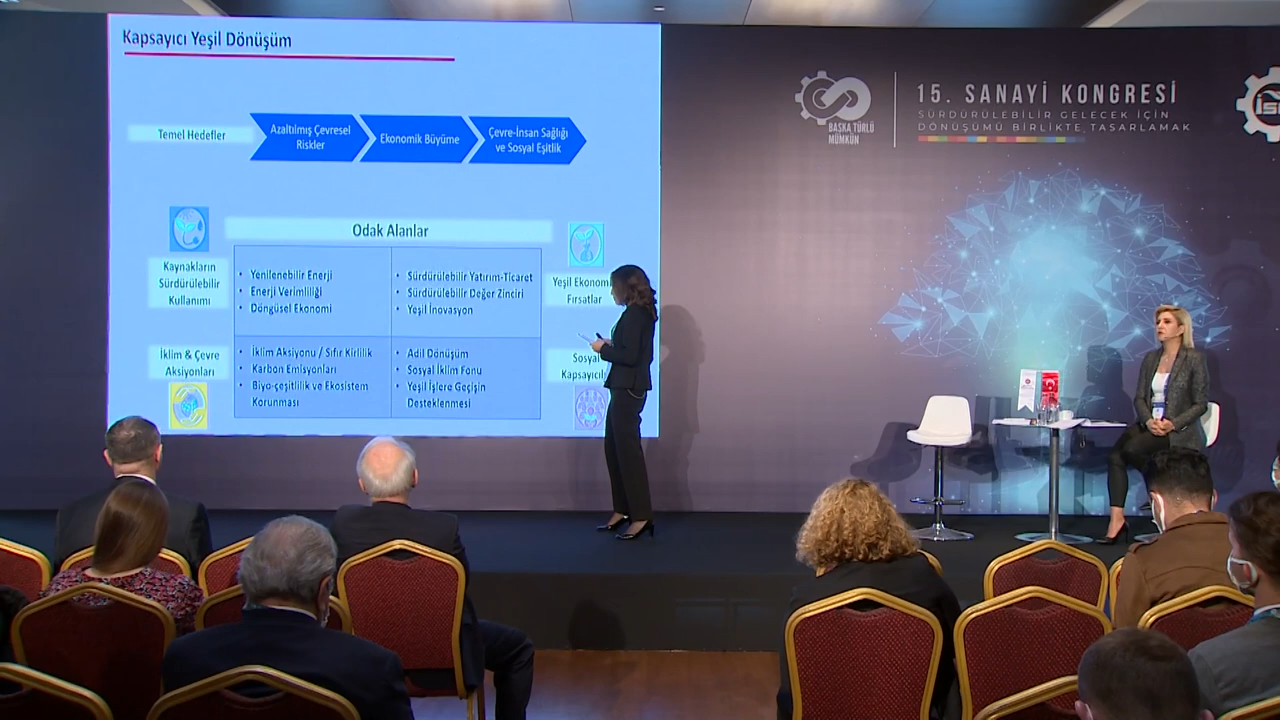 Kapsayıcı Yeşil Dönüşüm
Temel Hedefler
Azaltılmış Çevresel
Riskler
Ekonomik Büyüme
Çevre-İnsan Sağlığı
ve Sosyal Eşitlik
Odak Alanlar
Kaynakların
Sürdürülebilir
Kullanımı
• Yenilenebilir Enerji
• Enerji Verimliliği
• Döngüsel Ekonomi
• Sürdürülebilir Yatırım-Ticaret
• Sürdürülebilir Değer Zinciri
• Yeşil İnovasyon
Yeşil Ekonomi
Fırsatlar
İklim & Çevre
Aksiyonları
• İklim Aksiyonu / Sıfır Kirlilik
• Karbon Emisyonları
• Biyo-çeşitlilik ve Ekosistem
Korunması
• Adil Dönüşüm
• Sosyal İklim Fonu
• Yeşil İşlere Geçişin
Desteklenmesi
Sosyal
BAŞKA TÜRLÜ
MÜMKÜN
15. SANAYİ KONGRESİ
SÜRDÜRÜLEBİLİR GELECEK İÇİN
DÖNÜŞÜMÜ BİRLİKTE TASARLAMAK